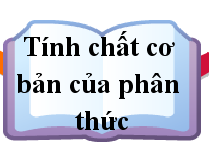 Tính chất cơ
bản của phân
thức